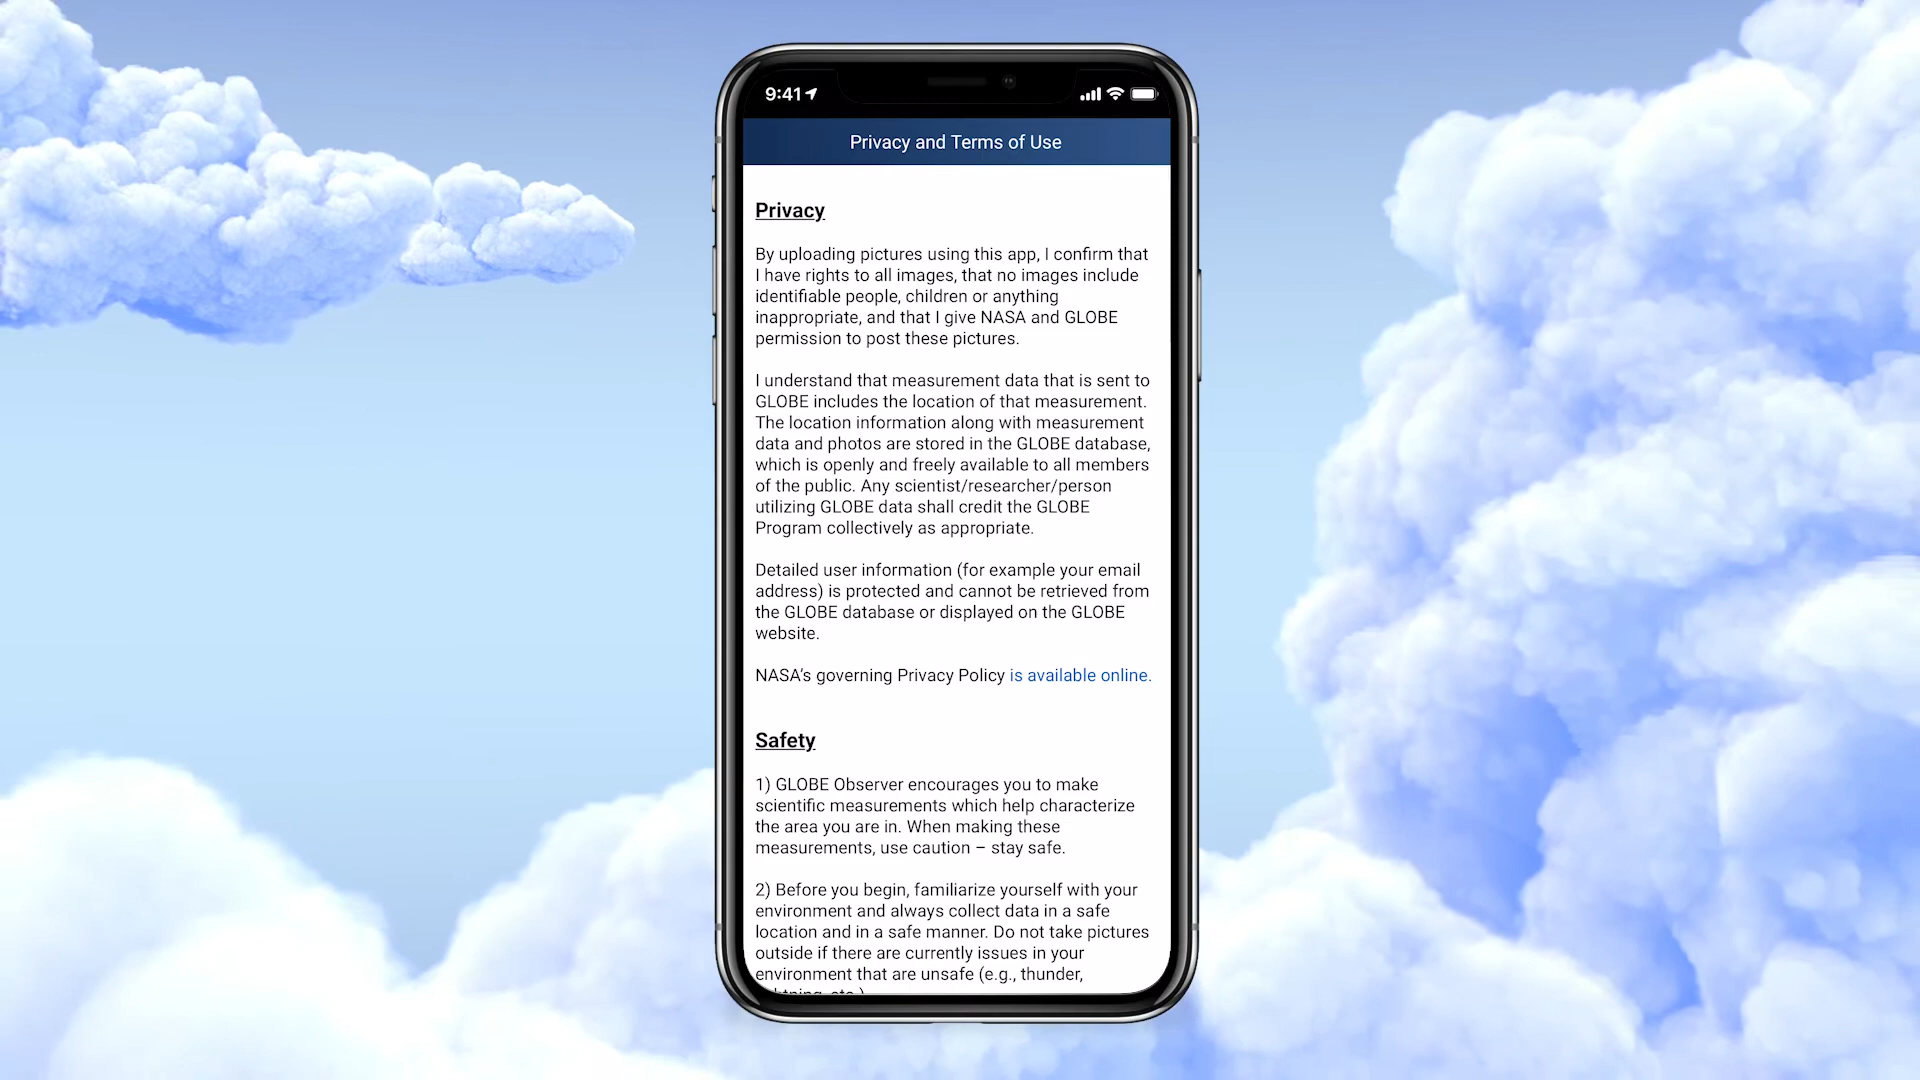 9:41
Privacy and Terms of Use
Privacy
By uploading pictures using this app, I confirm that
I have rights to all images, that no images include
identifiable people, children or anything
inappropriate, and that I give NASA and GLOBE
permission to post these pictures.
I understand that measurement data that is sent to
GLOBE includes the location of that measurement.
The location information along with measurement
data and photos are stored in the GLOBE database,
which is openly and freely available to all members
of the public. Any scientist/researcher/person
utilizing GLOBE data shall credit the GLOBE
Program collectively as appropriate.
Detailed user information (for example your email
address) is protected and cannot be retrieved from
the GLOBE database or displayed on the GLOBE
website.
NASA’s governing Privacy Policy is available online.
Safety
1) GLOBE Observer encourages you to make
scientific measurements which help characterize
the area you are in. When making these
measurements, use caution – stay safe.
2) Before you begin, familiarize yourself with your
environment and always collect data in a safe
location and in a safe manner. Do not take pictures
outside if there are currently issues in your
environment that are unsafe (e.g., thunder,